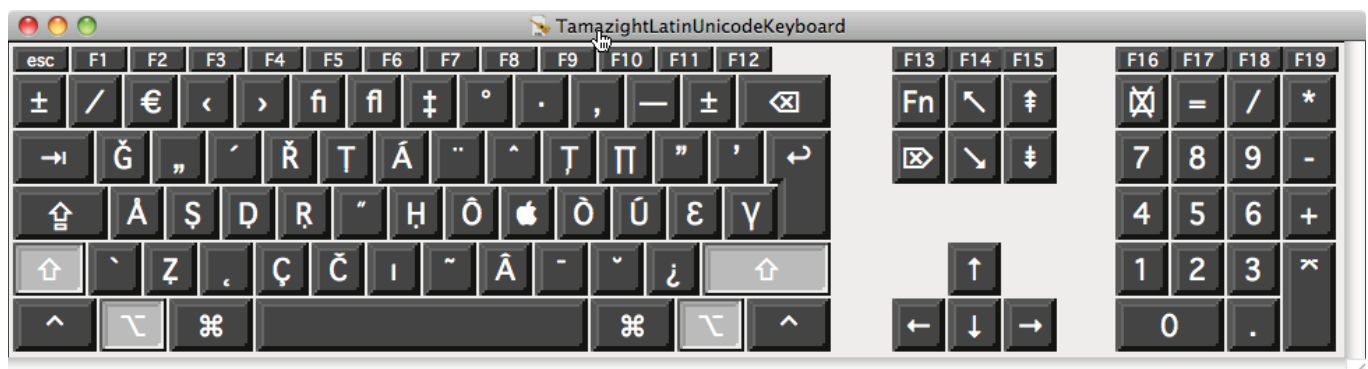 TamazightLatinUnicodeKeyboard
esc F1 F2 F3 F4 F5 F6 F7 F8 F9 F10 F11 F12 F13 F14 F15 F16 F17 F18 F19
± / € ‹ › ﬁ ﬂ ‡ ° · ‚ — ± ⌫ Fn ↖ ⇞ = / *
⇥ Ğ „ ´ Ř Ṭ Á ¨ ˆ Ţ ∏ ” ’ ↩ ⌦ ↘ ⇟ 7 8 9 -
⇪ Å Ṣ Ḍ Ṛ ˝ Ḥ Ô  Ò Ú Ɛ Ɣ 4 5 6 +
⇧ ` Ẓ ¸ Ç Č ı ˜ Â ¯ ˘ ¿ ⇧ ↑ 1 2 3 ⌤
⌃ ⌥ ⌘ ⌘ ⌥ ⌃ ← ↓ → 0 .